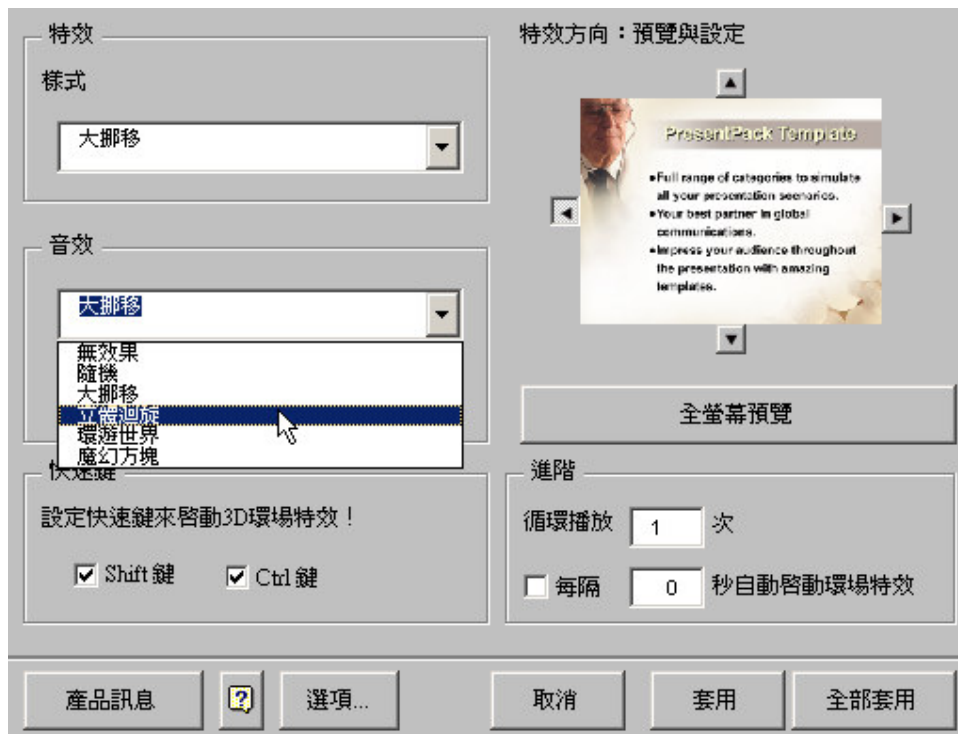 特效
樣式
大挪移
音效
大挪移
無效果
隨機
大挪移
立體迴旋
環遊世界
魔幻方塊
快速鍵
設定快速鍵來啓動3D環場特效！
Shift 鍵
Ctrl 鍵
特效方向：預覽與設定
PresentPack Template
•Full range of categories to simulate
all your presentation scenarios.
•Your best partner in global
communications.
•Impress your audience throughout
the presentation with amazing
templates.
全螢幕預覽
進階
循環播放 1 次
每隔 0 秒自動啓動環場特效
產品訊息
?
選項...
取消
套用
全部套用